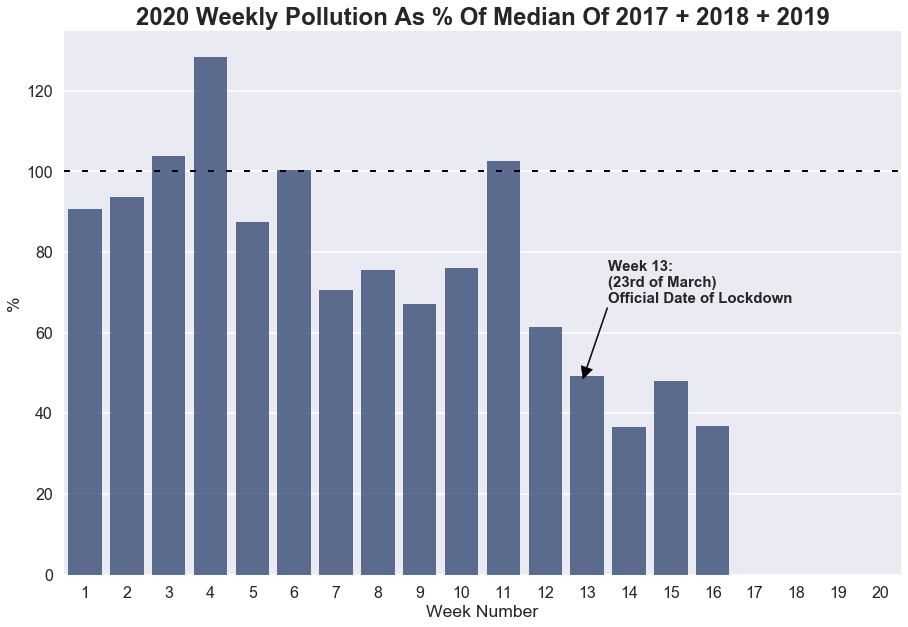 2020 Weekly Pollution As % Of Median Of 2017 + 2018 + 2019
120
100
80
60
40
20
0
%
Week 13:
(23rd of March)
Official Date of Lockdown
1 2 3 4 5 6 7 8 9 10 11 12 13 14 15 16 17 18 19 20
Week Number